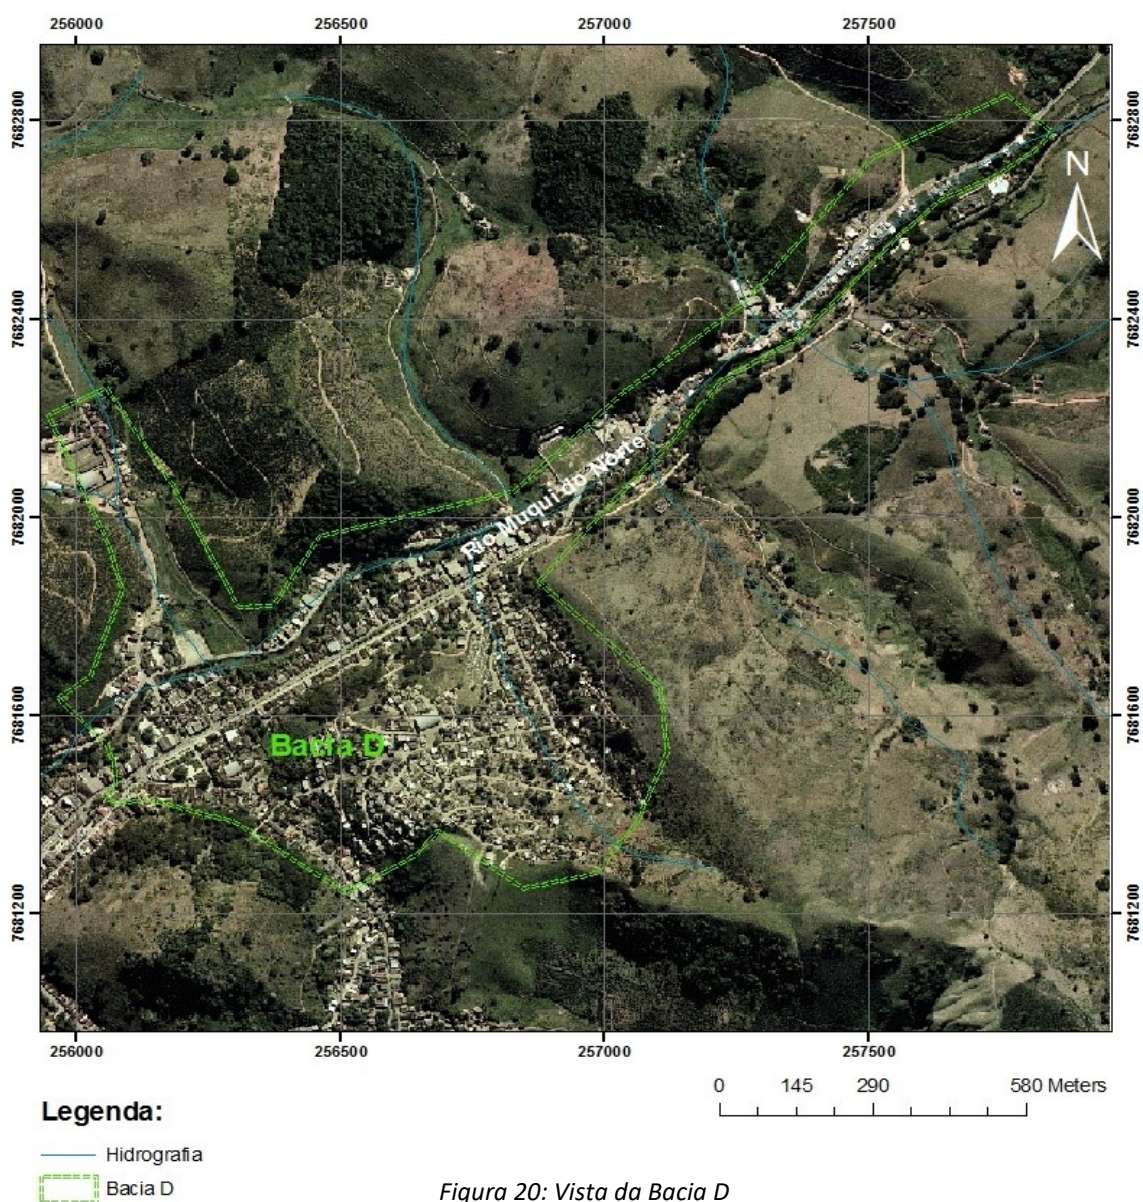 256000 256500 257000 257500
7682800 7682800
N
7682400 7682400
7682000 7682000
Rio Muqui do Norte
7681600 7681600
Bacia D
7681200 7681200
256000 256500 257000 257500
0 145 290 580 Meters
Legenda:
Hidrografia
Bacia D
Figura 20: Vista da Bacia D